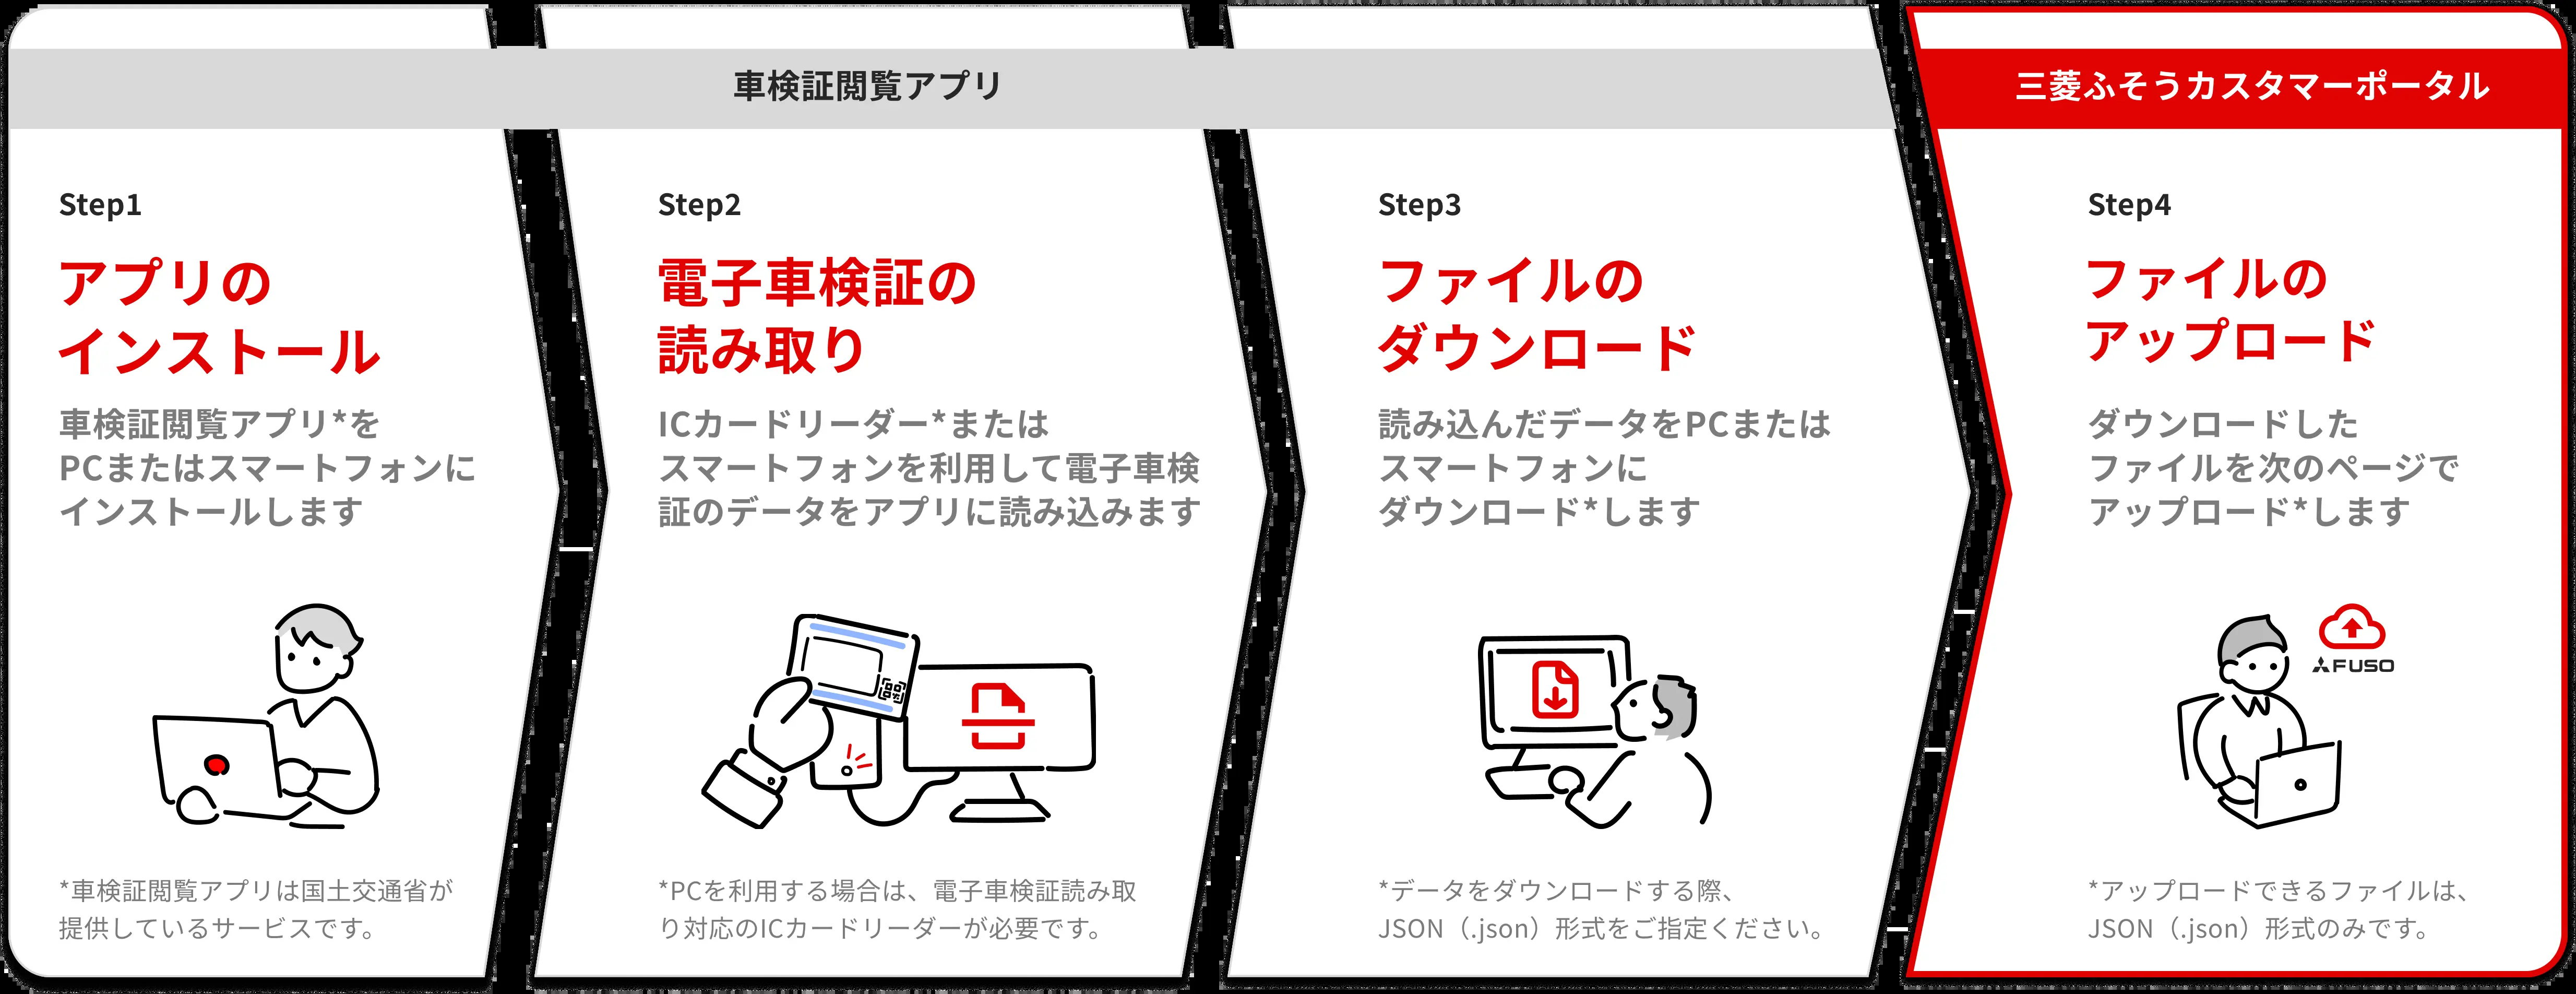 車検証閲覧アプリ
三菱ふそうカスタマーポータル
Step1
アプリの
インストール
車検証閲覧アプリ*を
PCまたはスマートフォンに
インストールします
*車検証閲覧アプリは国土交通省が
提供しているサービスです。
Step2
電子車検証の
読み取り
ICカードリーダー*または
スマートフォンを利用して電子車検
証のデータをアプリに読み込みます
*PCを利用する場合は、電子車検証読み取
り対応のICカードリーダーが必要です。
Step3
ファイルの
ダウンロード
読み込んだデータをPCまたは
スマートフォンに
ダウンロード*します
*データをダウンロードする際、
JSON（.json）形式をご指定ください。
Step4
ファイルの
アップロード
ダウンロードした
ファイルを次のページで
アップロード*します
FUSO
*アップロードできるファイルは、
JSON（.json）形式のみです。